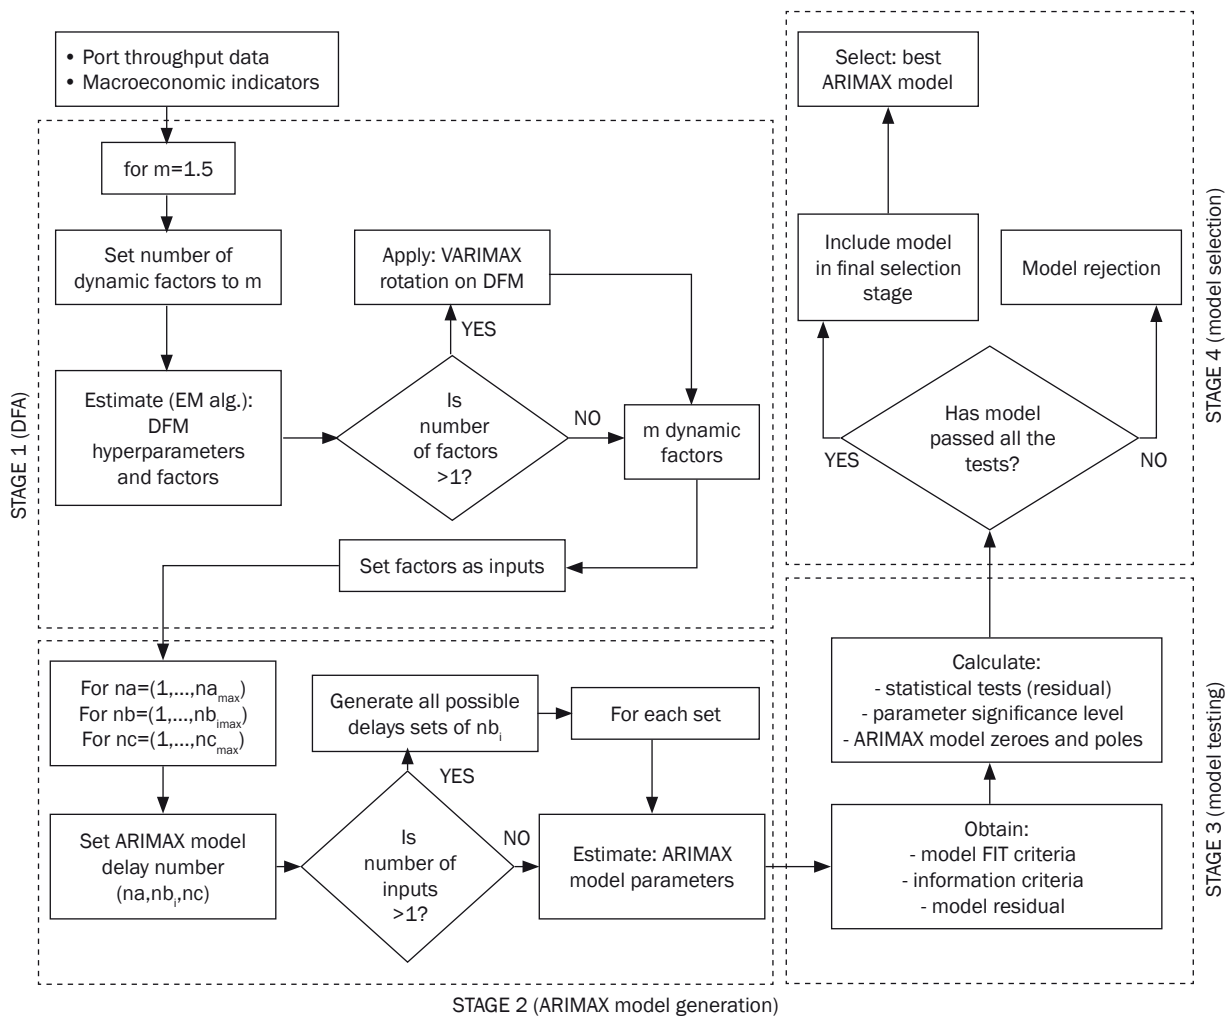 • Port throughput data
• Macroeconomic indicators
for m=1.5
Set number of
dynamic factors to m
Estimate (EM alg.):
DFM
hyperparameters
and factors
Apply: VARIMAX
rotation on DFM
YES
Is
number
of factors
>1?
NO
m dynamic
factors
Set factors as inputs
STAGE 1 (DFA)
For na=(1,...,na_max)
For nb=(1,...,nb_imax)
For nc=(1,...,nc_max)
Set ARIMAX model
delay number
(na,nb_i,nc)
Generate all possible
delays sets of nb_i
For each set
YES
Is
number of
inputs
>1?
NO
Estimate: ARIMAX
model parameters
STAGE 2 (ARIMAX model generation)
Obtain:
- model FIT criteria
- information criteria
- model residual
Calculate:
- statistical tests (residual)
- parameter significance level
- ARIMAX model zeroes and poles
STAGE 3 (model testing)
Has model
passed all the
tests?
YES
NO
Include model
in final selection
stage
Model rejection
Select: best
ARIMAX model
STAGE 4 (model selection)